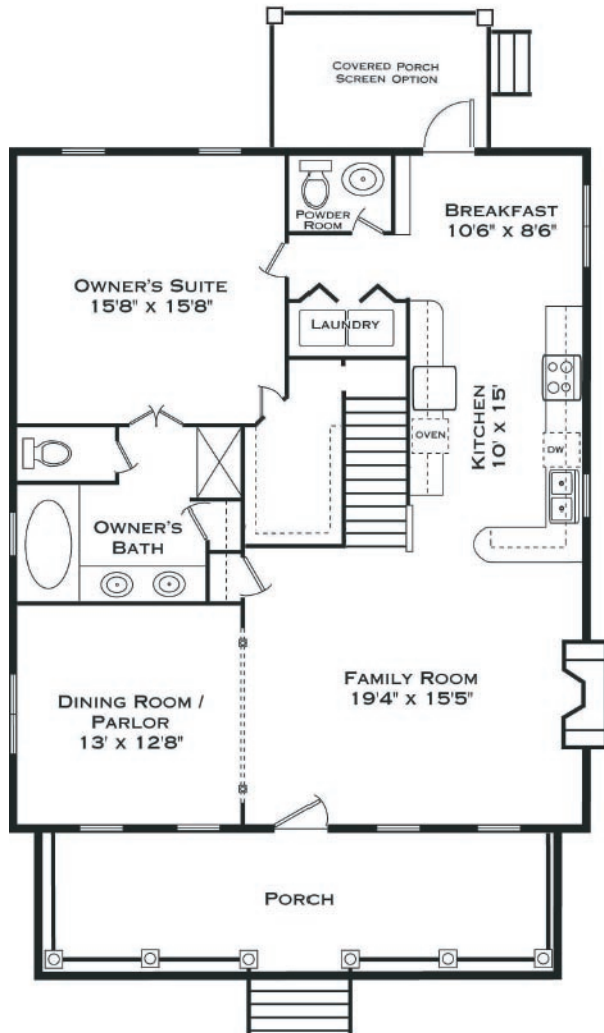 COVERED PORCH
SCREEN OPTION
POWDER
ROOM
BREAKFAST
10'6" x 8'6"
OWNER'S SUITE
15'8" x 15'8"
LAUNDRY
KITCHEN
10' x 15'
OVEN
DW
OWNER'S
BATH
FAMILY ROOM
19'4" x 15'5"
DINING ROOM /
PARLOR
13' x 12'8"
PORCH